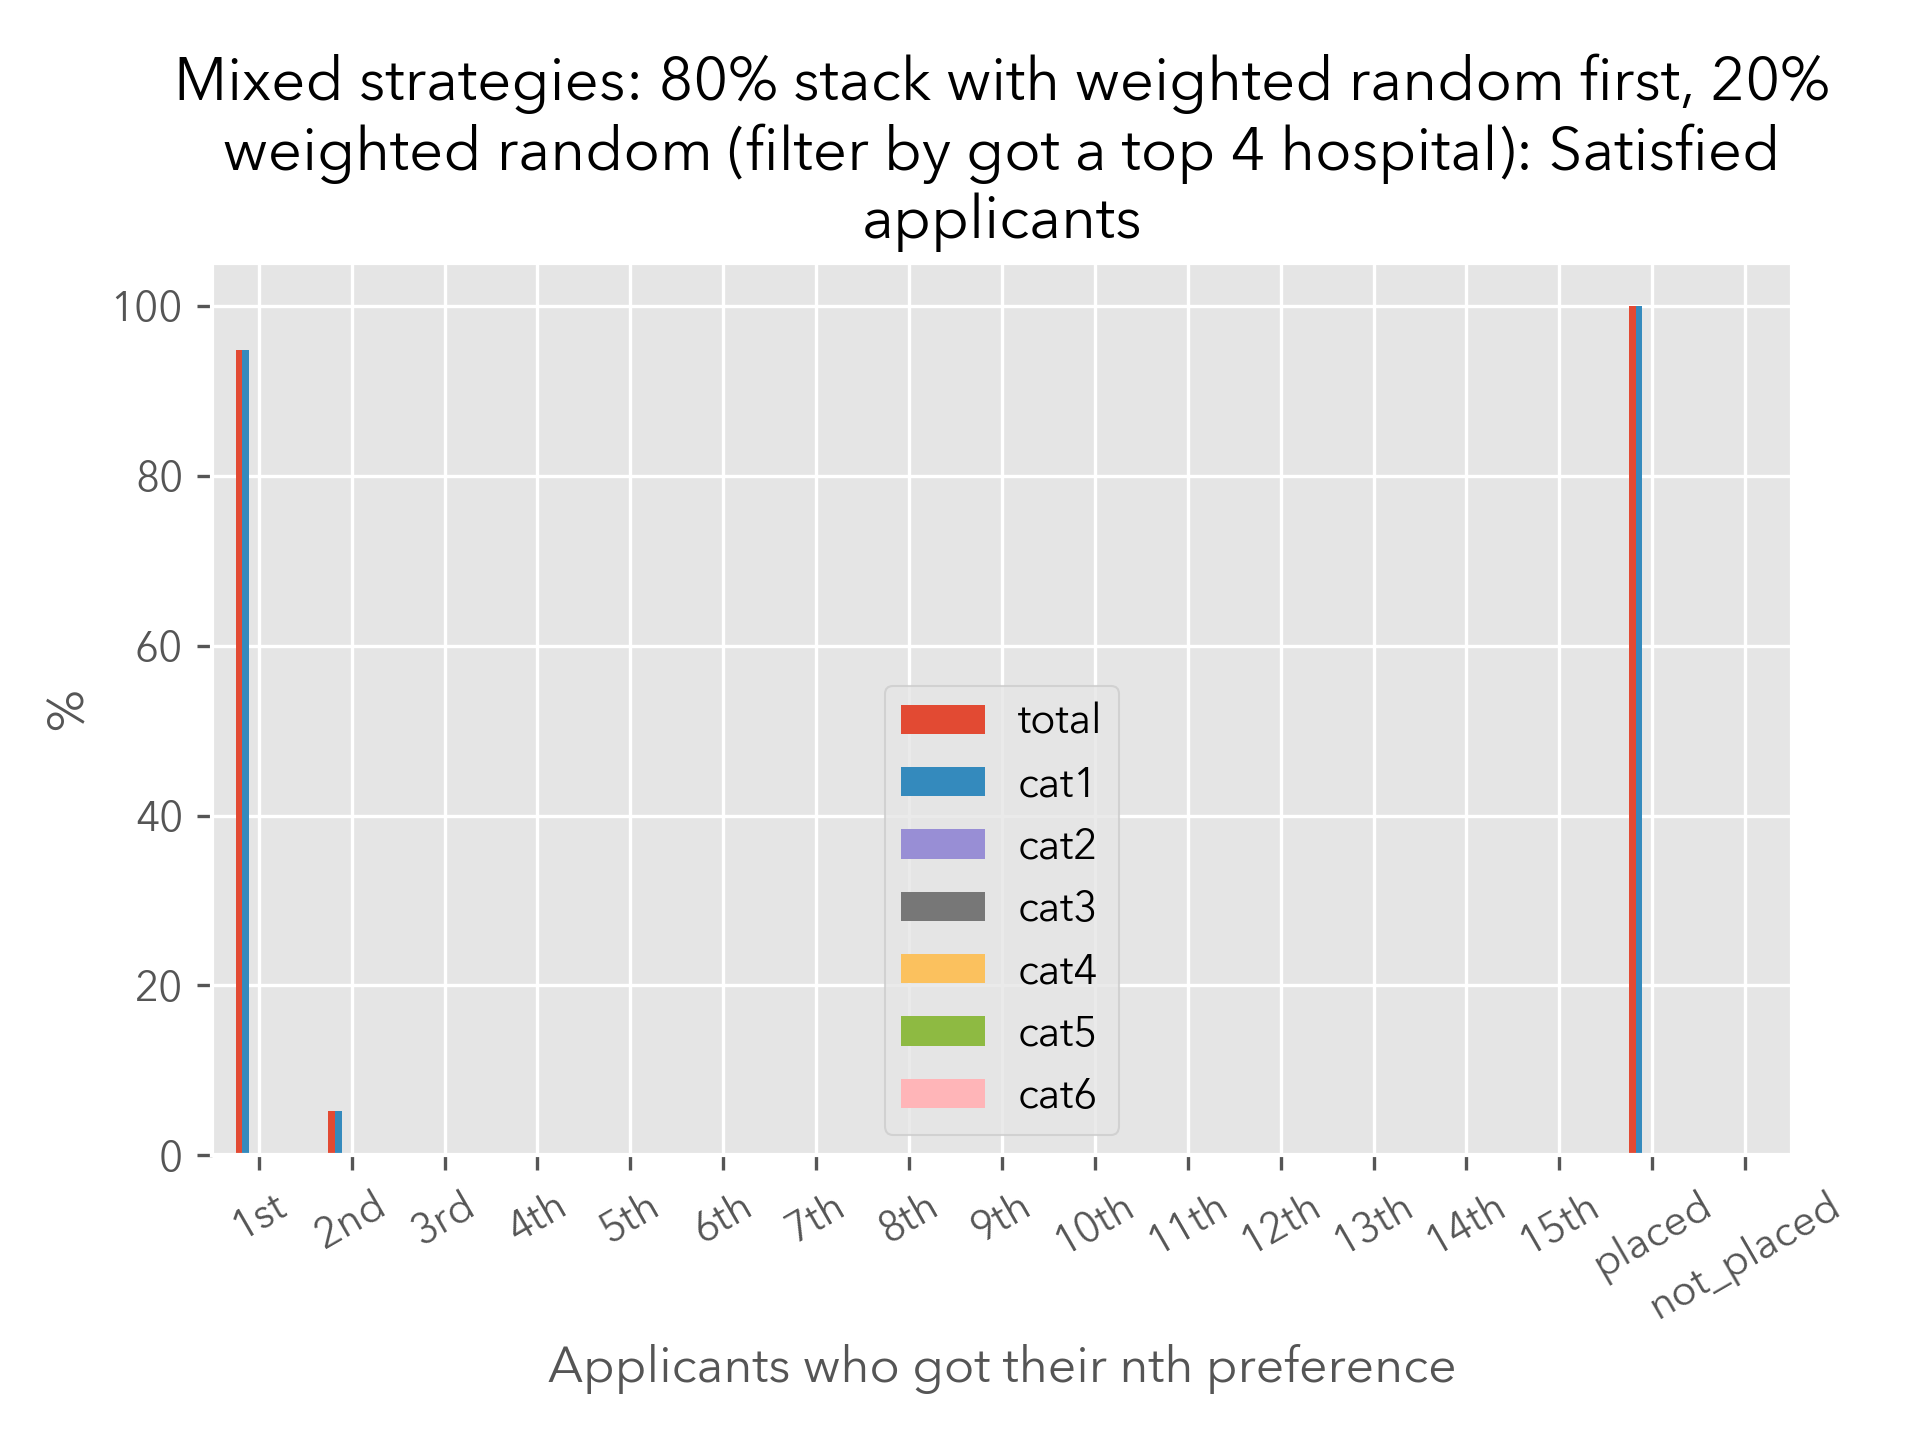 Mixed strategies: 80% stack with weighted random first, 20%
weighted random (filter by got a top 4 hospital): Satisfied
applicants
100
80
60
40
20
0
%
total
cat1
cat2
cat3
cat4
cat5
cat6
1st
2nd
3rd
4th
5th
6th
7th
8th
9th
10th
11th
12th
13th
14th
15th
placed
not_placed
Applicants who got their nth preference